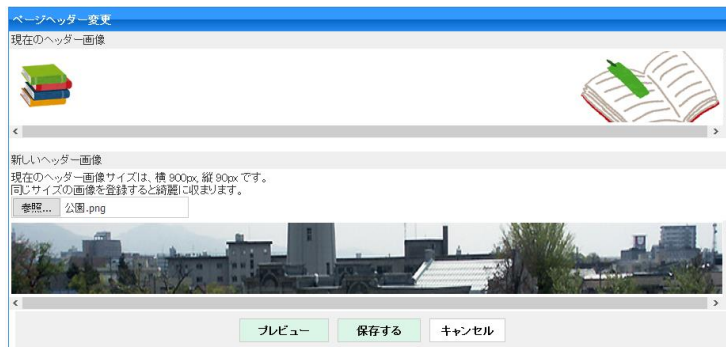 ページヘッダー変更
現在のヘッダー画像
新しいヘッダー画像
現在のヘッダー画像サイズは、横 900px, 縦 90px です。
同じサイズの画像を登録すると綺麗に収まります。
参照... 公園.png
プレビュー 保存する キャンセル